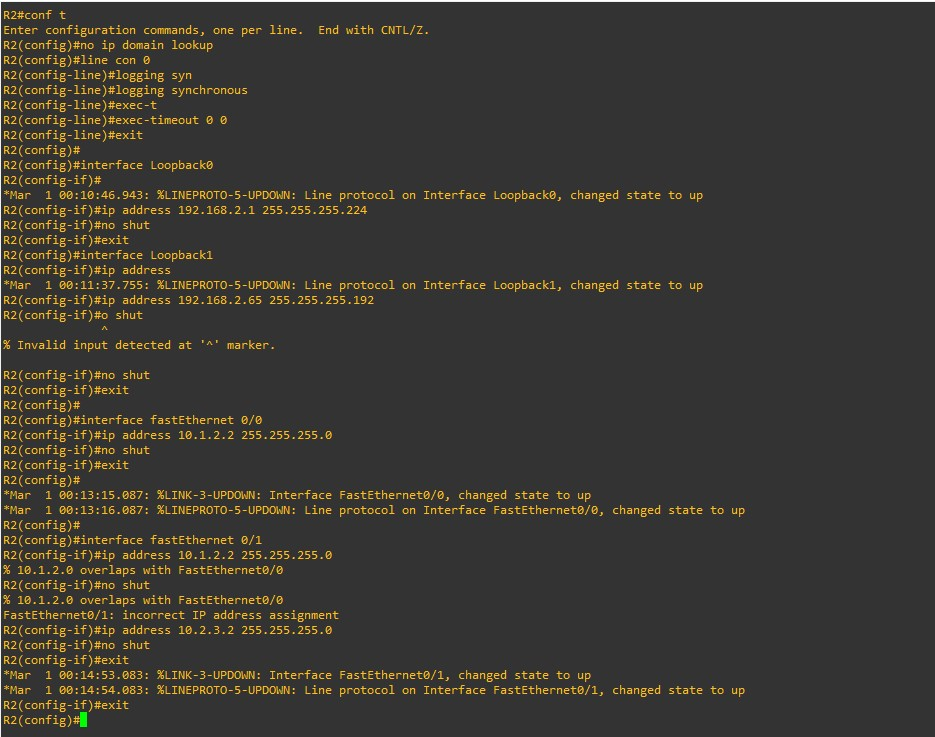 R2#conf t
Enter configuration commands, one per line.  End with CNTL/Z.
R2(config)#no ip domain lookup
R2(config)#line con 0
R2(config-line)#logging syn
R2(config-line)#logging synchronous
R2(config-line)#exec-t
R2(config-line)#exec-timeout 0 0
R2(config-line)#exit
R2(config)#
R2(config)#interface Loopback0
R2(config-if)#
*Mar  1 00:10:46.943: %LINEPROTO-5-UPDOWN: Line protocol on Interface Loopback0, changed state to up
R2(config-if)#ip address 192.168.2.1 255.255.255.224
R2(config-if)#no shut
R2(config-if)#exit
R2(config)#interface Loopback1
R2(config-if)#ip address
*Mar  1 00:11:37.755: %LINEPROTO-5-UPDOWN: Line protocol on Interface Loopback1, changed state to up
R2(config-if)#ip address 192.168.2.65 255.255.255.192
R2(config-if)#o shut
              ^
% Invalid input detected at '^' marker.

R2(config-if)#no shut
R2(config-if)#exit
R2(config)#
R2(config)#interface fastEthernet 0/0
R2(config-if)#ip address 10.1.2.2 255.255.255.0
R2(config-if)#no shut
R2(config-if)#exit
R2(config)#
*Mar  1 00:13:15.087: %LINK-3-UPDOWN: Interface FastEthernet0/0, changed state to up
*Mar  1 00:13:16.087: %LINEPROTO-5-UPDOWN: Line protocol on Interface FastEthernet0/0, changed state to up
R2(config)#
R2(config)#interface fastEthernet 0/1
R2(config-if)#ip address 10.1.2.2 255.255.255.0
% 10.1.2.0 overlaps with FastEthernet0/0
R2(config-if)#no shut
% 10.1.2.0 overlaps with FastEthernet0/0
FastEthernet0/1: incorrect IP address assignment
R2(config-if)#ip address 10.2.3.2 255.255.255.0
R2(config-if)#no shut
R2(config-if)#exit
*Mar  1 00:14:53.083: %LINK-3-UPDOWN: Interface FastEthernet0/1, changed state to up
*Mar  1 00:14:54.083: %LINEPROTO-5-UPDOWN: Line protocol on Interface FastEthernet0/1, changed state to up
R2(config-if)#exit
R2(config)#